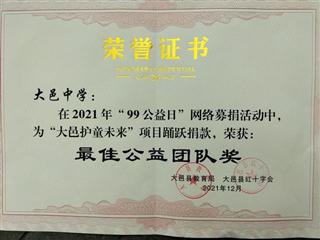 荣誉证书
大邑中学：
在2021年“99公益日”网络募捐活动中，
为“大邑护童未来”项目踊跃捐款，荣获：
最佳公益团队奖
大邑县教育局 大邑县红十字会
2021年12月